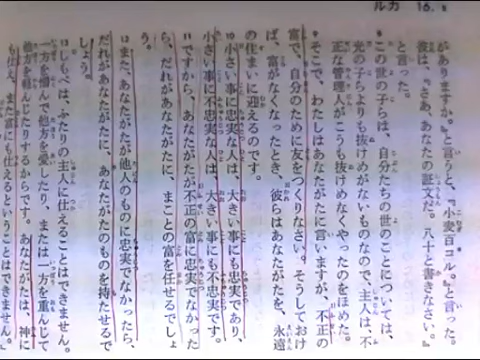 ルカ 16.
がありますか。』と言うと、『小麦百コル。』と言った。
彼は、『さあ、あなたの証文だ。八十と書きなさい。』
と言った。
この世の子らは、自分たちの世のことについては、
光の子らよりも抜けめがないものなので、主人は、不
正な管理人がこうも抜けめなくやったのをほめた。
そこで、わたしはあなたがたに言いますが、不正の
富で、自分のために友をつくりなさい。そうしておけ
ば、富がなくなったとき、彼らはあなたがたを、永遠
の住まいに迎えるのです。
10 小さい事に忠実な人は、大きい事にも忠実であり、
小さい事に不忠実な人は、大きい事にも不忠実です。
11 ですから、あなたがたが不正の富に忠実でなかった
ら、だれがあなたがたに、まことの富を任せるでしょ
う。
12 また、あなたがたが他人のものに忠実でなかったら、
だれがあなたがたに、あなたがたのものを持たせるで
しょう。
13 しもべは、ふたりの主人に仕えることはできません。
一方を憎んで他方を愛したり、または一方を重んじて
他方を軽んじたりするからです。あなたがたは、神に
も仕え、また富にも仕えるということはできません。」